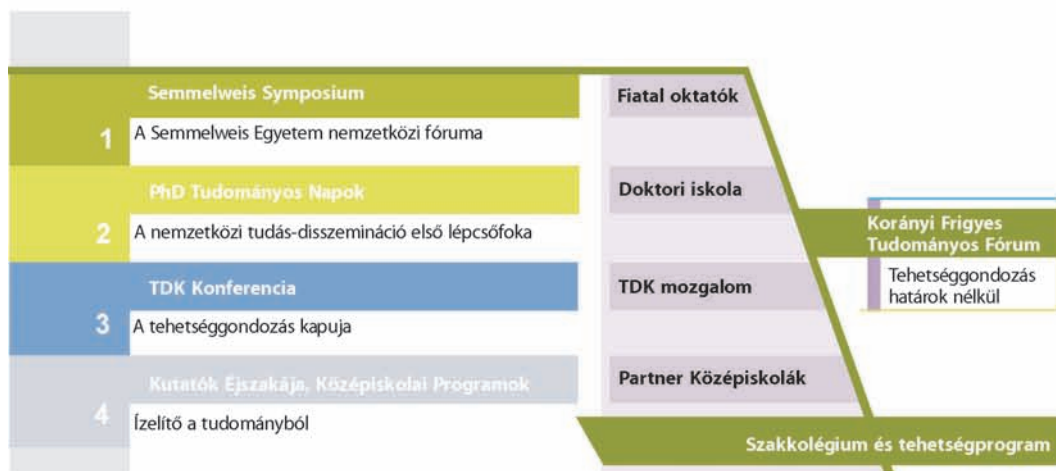 Semmelweis Symposium
1
A Semmelweis Egyetem nemzetközi fóruma
Fiatal oktatók
PhD Tudományos Napok
2
A nemzetközi tudás-disszemináció első lépcsőfoka
Doktori iskola
TDK Konferencia
3
A tehetséggondozás kapuja
TDK mozgalom
Kutatók Éjszakája, Középiskolai Programok
4
Ízelítő a tudományból
Partner Középiskolák
Korányi Frigyes
Tudományos Fórum
Tehetséggondozás
határok nélkül
Szakkolégium és tehetségprogram